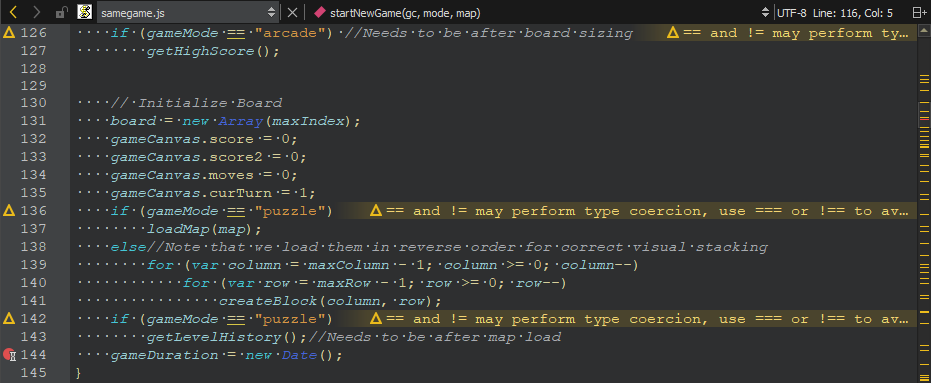 samegame.js startNewGame(gc, mode, map) UTF-8 Line: 116, Col: 5
126 if (gameMode == "arcade") //Needs to be after board sizing == and != may perform ty…
127 getHighScore();
128
129
130 // Initialize Board
131 board = new Array(maxIndex);
132 gameCanvas.score = 0;
133 gameCanvas.score2 = 0;
134 gameCanvas.moves = 0;
135 gameCanvas.curTurn = 1;
136 if (gameMode == "puzzle") == and != may perform type coercion, use === or !== to av…
137 loadMap(map);
138 else//Note that we load them in reverse order for correct visual stacking
139 for (var column = maxColumn - 1; column >= 0; column--)
140 for (var row = maxRow - 1; row >= 0; row--)
141 createBlock(column, row);
142 if (gameMode == "puzzle") == and != may perform type coercion, use === or !== to av…
143 getLevelHistory();//Needs to be after map load
144 gameDuration = new Date();
145 }